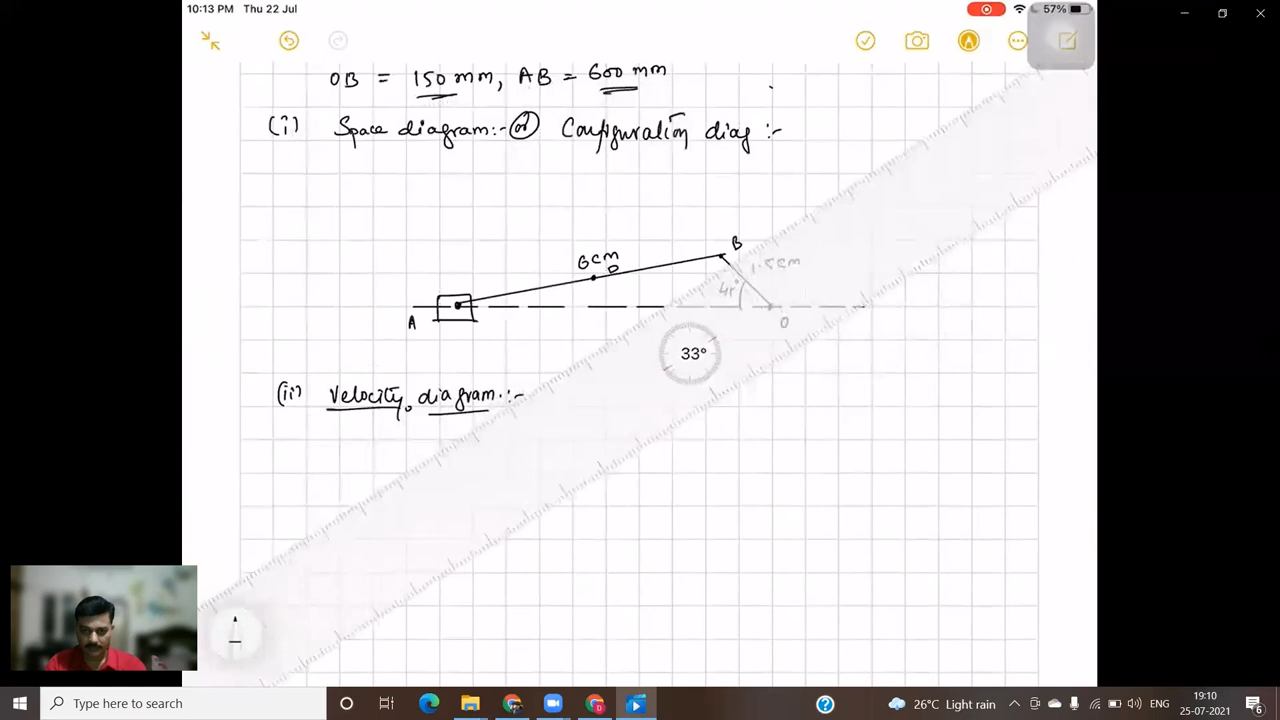 10:13 PM Thu 22 Jul
57%
OB = 150 mm, AB = 600 mm
(i) Space diagram:- or Configuration diag :-
B
6cm
D
1.5cm
45°
A
O
33°
(ii) Velocity diagram :-
Type here to search
26°C Light rain
ENG
19:10
25-07-2021
6